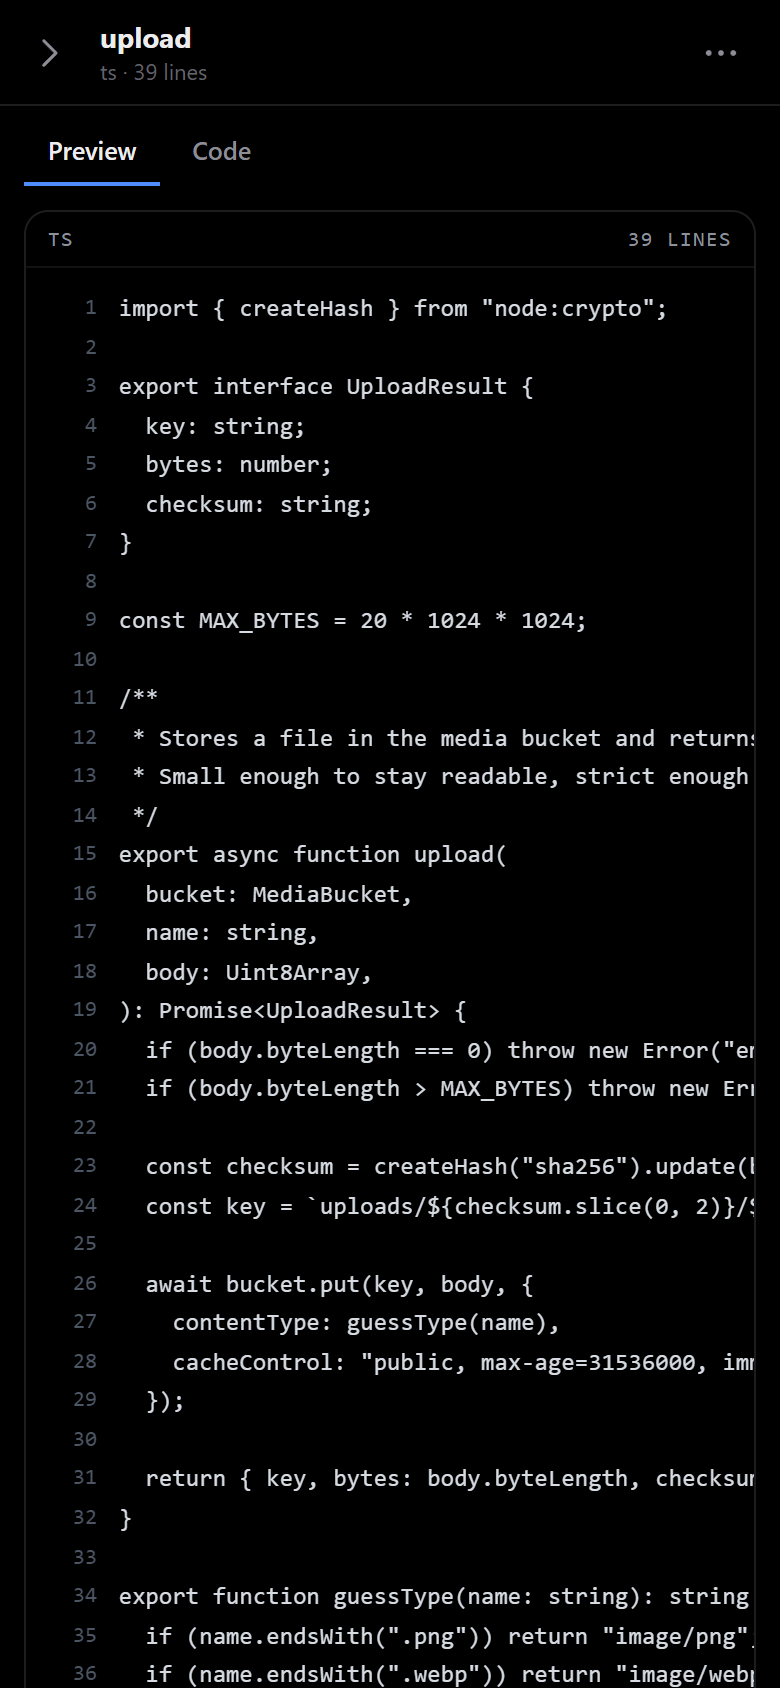 upload
ts · 39 lines
Preview
Code
TS
39 LINES
1 import { createHash } from "node:crypto";
2
3 export interface UploadResult {
4   key: string;
5   bytes: number;
6   checksum: string;
7 }
8
9 const MAX_BYTES = 20 * 1024 * 1024;
10
11 /**
12  * Stores a file in the media bucket and returns
13  * Small enough to stay readable, strict enough
14  */
15 export async function upload(
16   bucket: MediaBucket,
17   name: string,
18   body: Uint8Array,
19 ): Promise<UploadResult> {
20   if (body.byteLength === 0) throw new Error("
21   if (body.byteLength > MAX_BYTES) throw new
22
23   const checksum = createHash("sha256").update(
24   const key = `uploads/${checksum.slice(0, 2)}/
25
26   await bucket.put(key, body, {
27     contentType: guessType(name),
28     cacheControl: "public, max-age=31536000,
29   });
30
31   return { key, bytes: body.byteLength,
32 }
33
34 export function guessType(name: string): string
35   if (name.endsWith(".png")) return "image/png"
36   if (name.endsWith(".webp")) return "image/webp